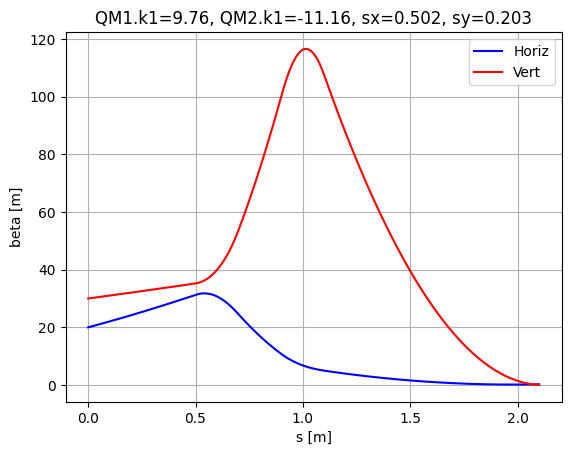 QM1.k1=9.76, QM2.k1=-11.16, sx=0.502, sy=0.203
Horiz
Vert
120
100
80
60
40
20
0
beta [m]
0.0 0.5 1.0 1.5 2.0
s [m]